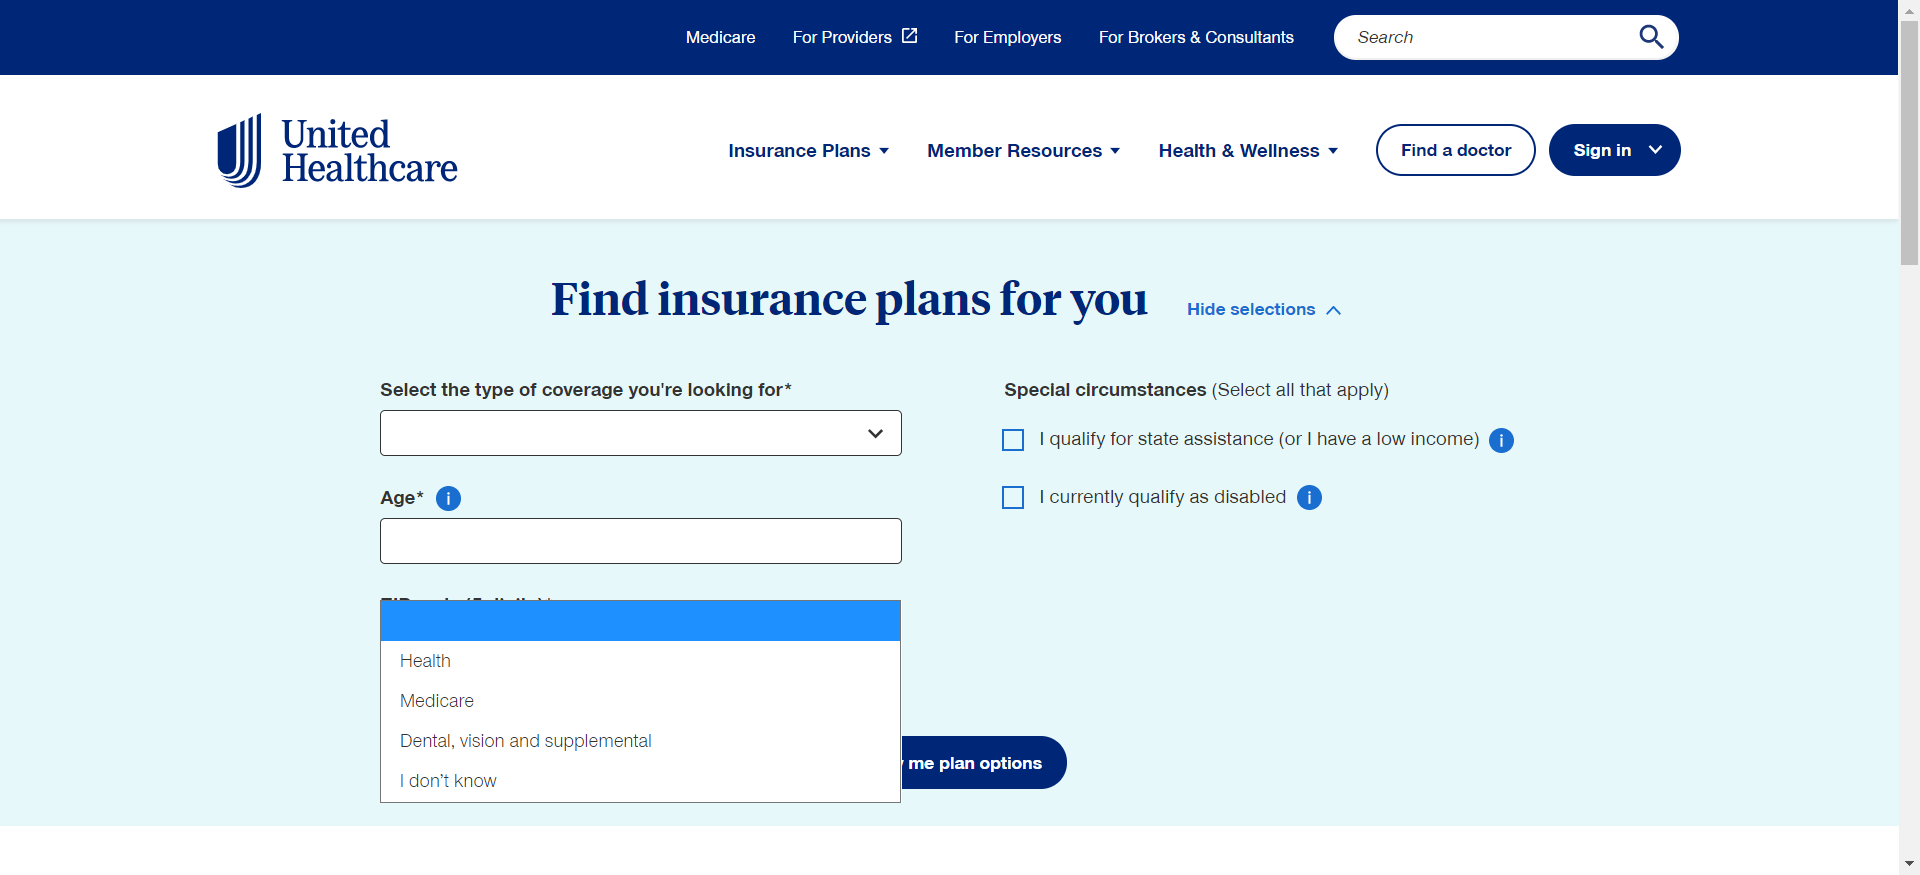 Medicare
For Providers
For Employers
For Brokers & Consultants
Search
United
Healthcare
Insurance Plans
Member Resources
Health & Wellness
Find a doctor
Sign in
Find insurance plans for you
Hide selections
Select the type of coverage you're looking for*
Special circumstances (Select all that apply)
I qualify for state assistance (or I have a low income)
i
Age*
i
I currently qualify as disabled
i
Health
Medicare
Dental, vision and supplemental
I don’t know
me plan options